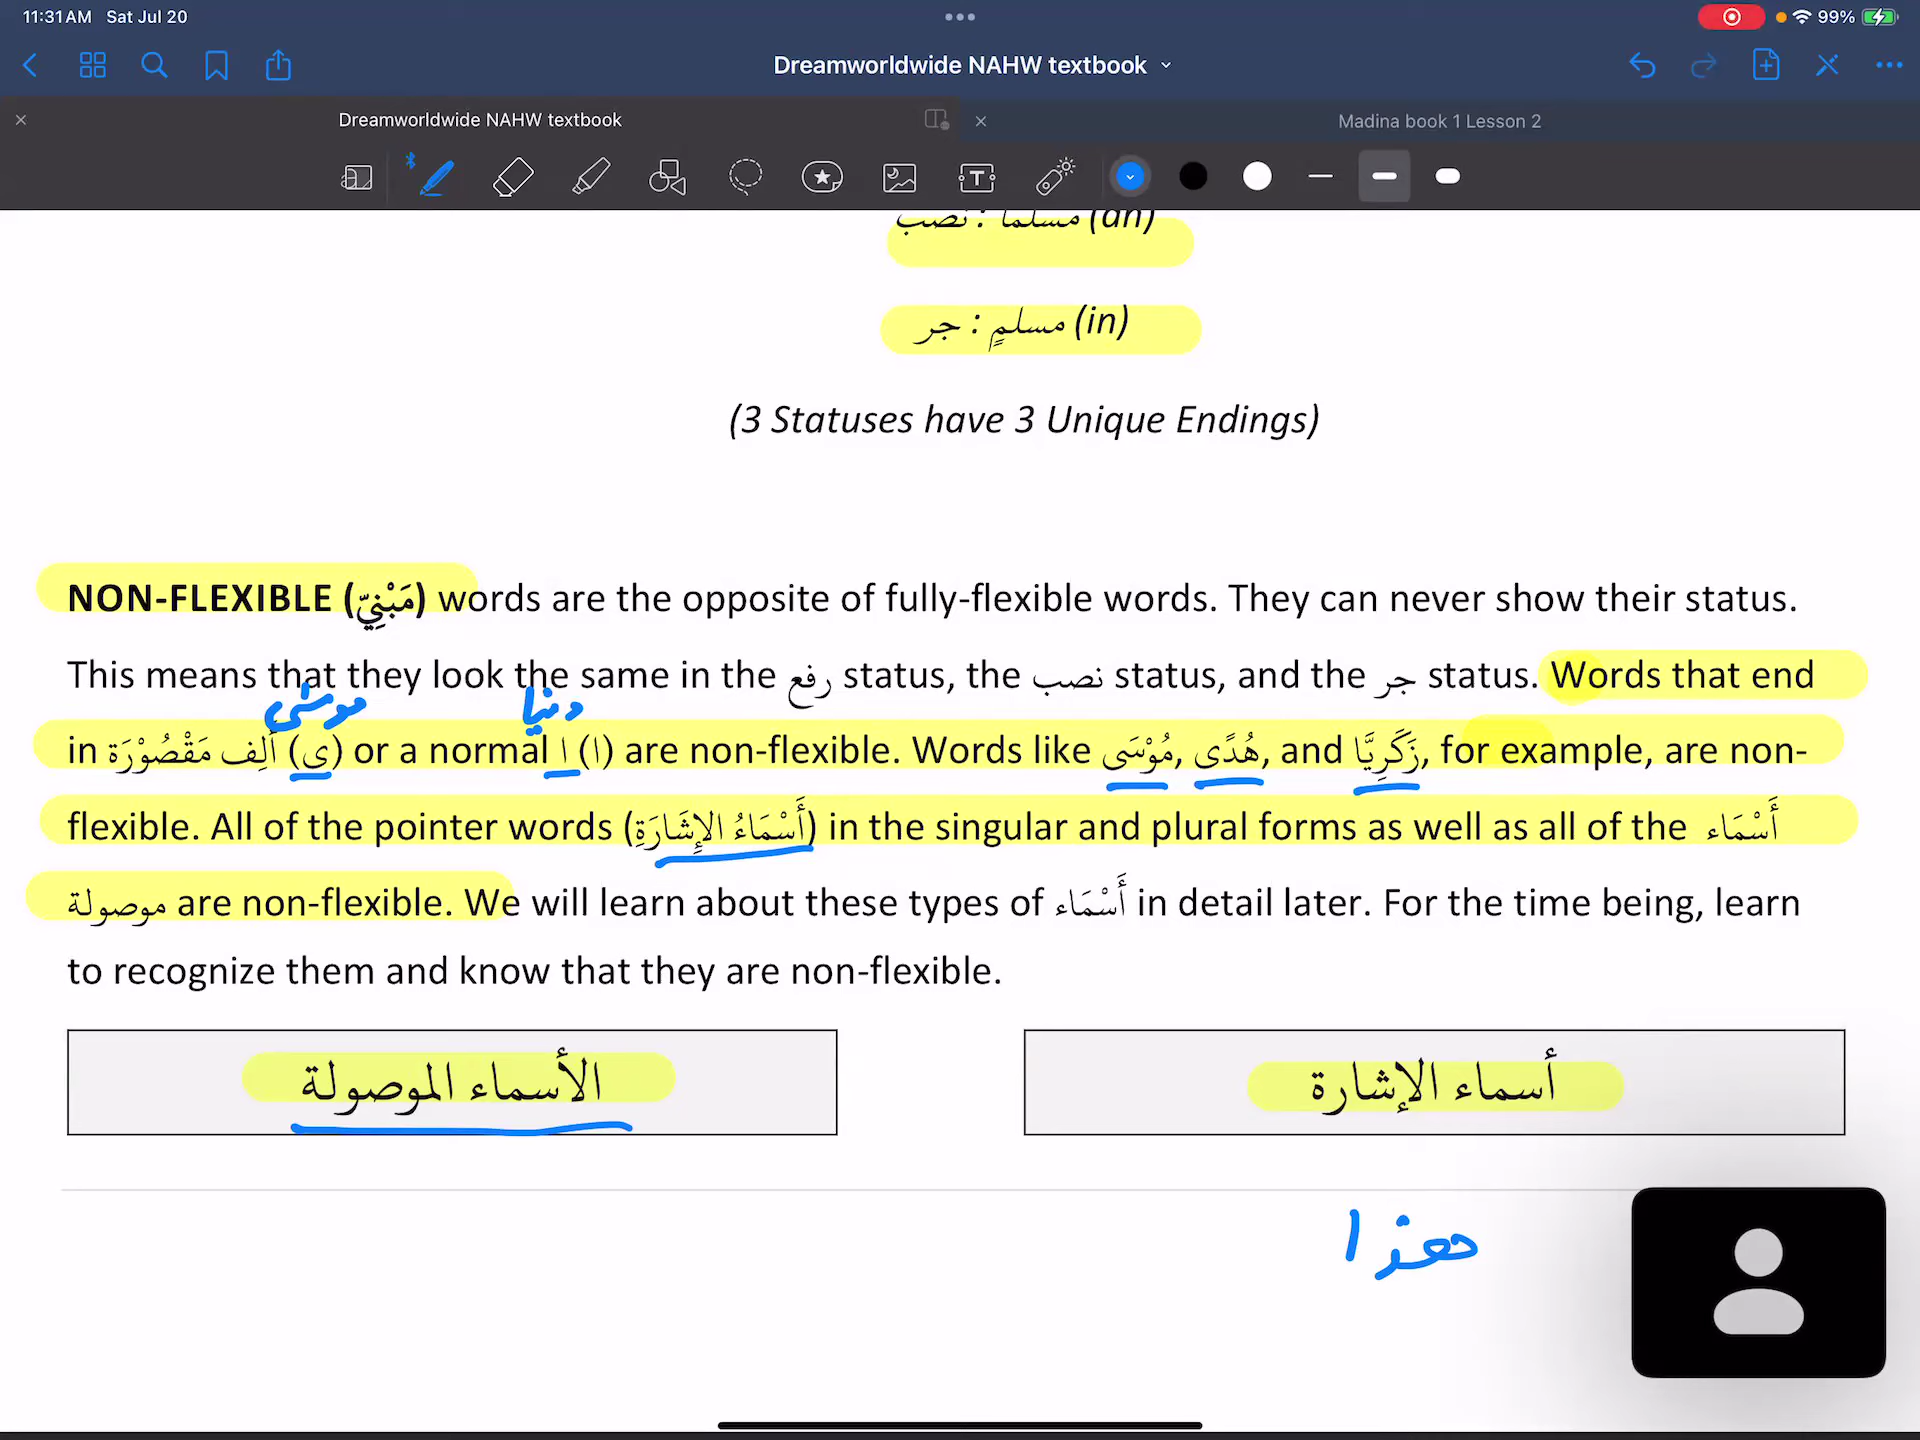 11:31 AM Sat Jul 20
99%
Dreamworldwide NAHW textbook
Dreamworldwide NAHW textbook
Madina book 1 Lesson 2
نصب : مسلمًا (an)
جر : مسلمٍ (in)
(3 Statuses have 3 Unique Endings)
NON-FLEXIBLE (مَبْنِيّ) words are the opposite of fully-flexible words. They can never show their status.
This means that they look the same in the رفع status, the نصب status, and the جر status. Words that end
موسى دنيا
in أَلِف مَقْصُوْرَة (ى) or a normal ا (ا) are non-flexible. Words like مُوْسَى, هُدًى, and زَكَرِيَّا, for example, are non-
flexible. All of the pointer words (أَسْمَاءُ الإِشَارَةِ) in the singular and plural forms as well as all of the أَسْمَاء
موصولة are non-flexible. We will learn about these types of أَسْمَاء in detail later. For the time being, learn
to recognize them and know that they are non-flexible.
الأسماء الموصولة
أسماء الإشارة
هذا